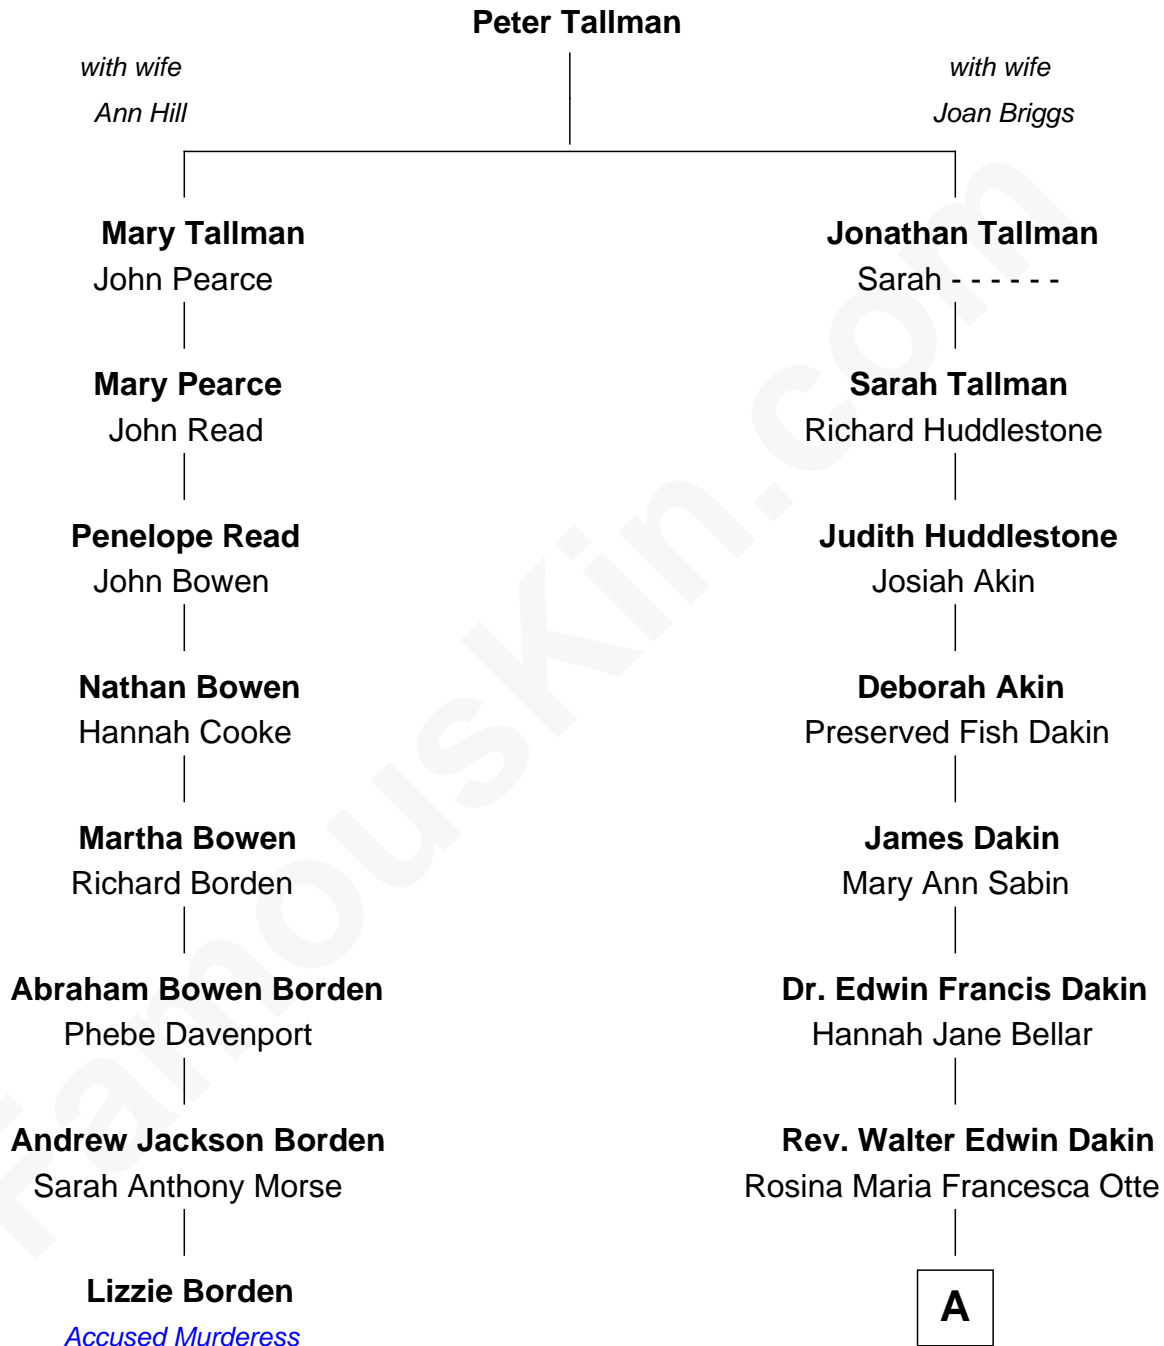 Peter Tallman
with wife
Ann Hill
with wife
Joan Briggs
Mary Tallman
John Pearce
Jonathan Tallman
Sarah - - - - - -
Mary Pearce
John Read
Sarah Tallman
Richard Huddlestone
Penelope Read
John Bowen
Judith Huddlestone
Josiah Akin
Nathan Bowen
Hannah Cooke
Deborah Akin
Preserved Fish Dakin
Martha Bowen
Richard Borden
James Dakin
Mary Ann Sabin
Abraham Bowen Borden
Phebe Davenport
Dr. Edwin Francis Dakin
Hannah Jane Bellar
Andrew Jackson Borden
Sarah Anthony Morse
Rev. Walter Edwin Dakin
Rosina Maria Francesca Otte
Lizzie Borden
Accused Murderess
A
FamousKin.com